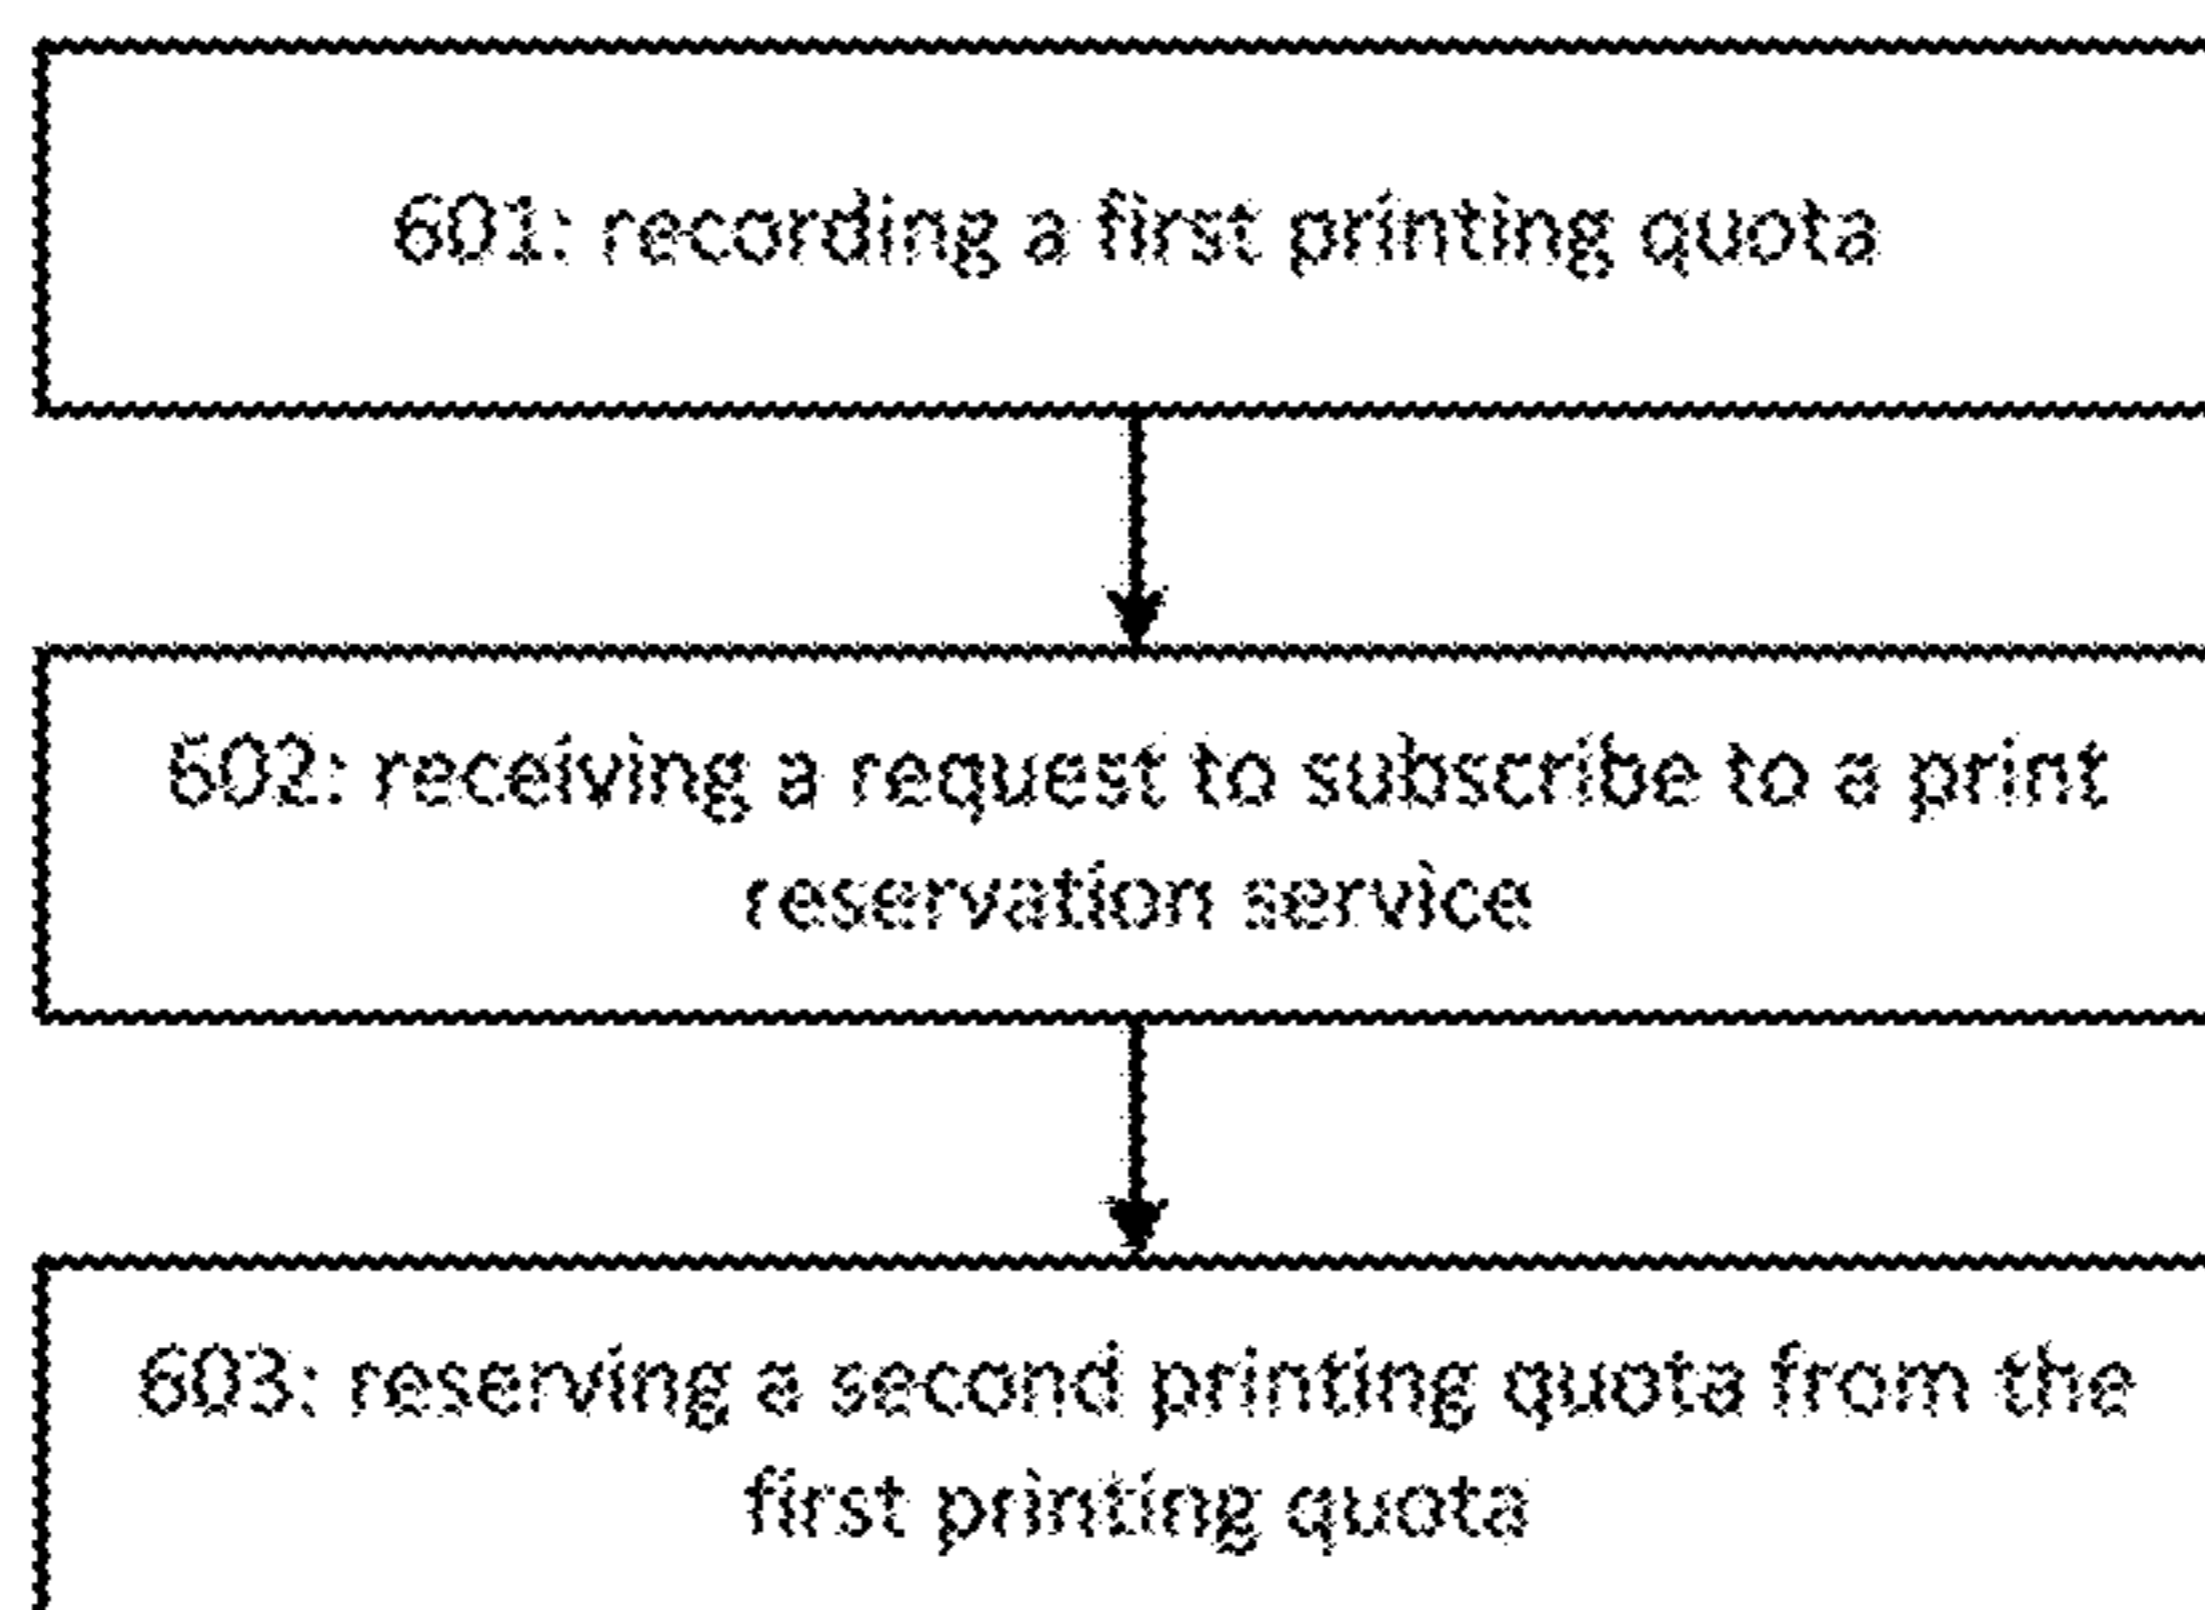 601: recording a first printing quota
602: receiving a request to subscribe to a print
reservation service
603: reserving a second printing quota from the
first printing quota